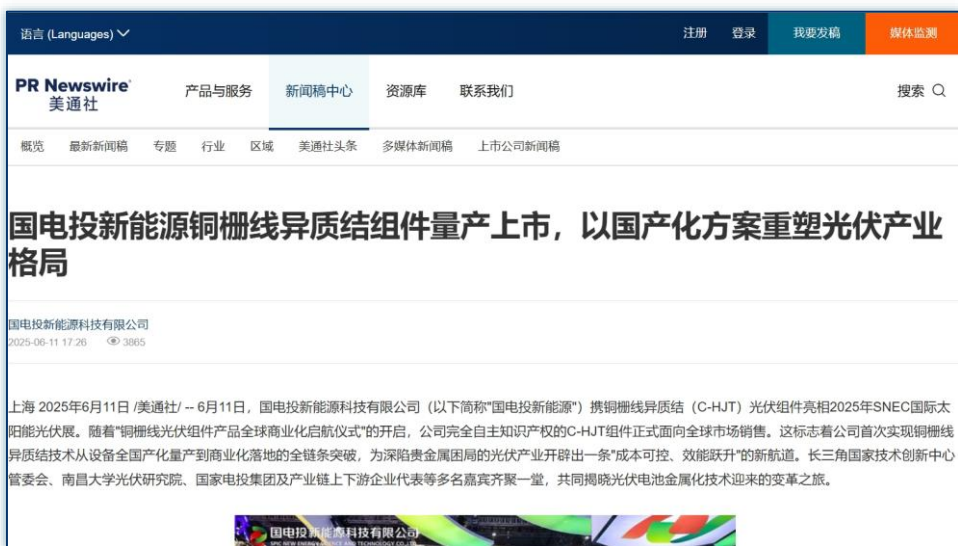 语言 (Languages)
注册 登录 我要发稿 媒体监测
PR Newswire
美通社
产品与服务 新闻稿中心 资源库 联系我们
搜索
概览 最新新闻稿 专题 行业 区域 美通社头条 多媒体新闻稿 上市公司新闻稿
国电投新能源铜栅线异质结组件量产上市，以国产化方案重塑光伏产业
格局
国电投新能源科技有限公司
2025-06-11 17:26 3865
上海 2025年6月11日 /美通社/ -- 6月11日，国电投新能源科技有限公司（以下简称"国电投新能源"）携铜栅线异质结（C-HJT）光伏组件亮相2025年SNEC国际太
阳能光伏展。随着"铜栅线光伏组件产品全球商业化启航仪式"的开启，公司完全自主知识产权的C-HJT组件正式面向全球市场销售。这标志着公司首次实现铜栅线
异质结技术从设备全国产化量产到商业化落地的全链条突破，为深陷贵金属困局的光伏产业开辟出一条"成本可控、效能跃升"的新航道。长三角国家技术创新中心
管委会、南昌大学光伏研究院、国家电投集团及产业链上下游企业代表等多名嘉宾齐聚一堂，共同揭晓光伏电池金属化技术迎来的变革之旅。
国电投新能源科技有限公司
SPIC NEW ENERGY SCIENCE AND TECHNOLOGY CO.,LTD.